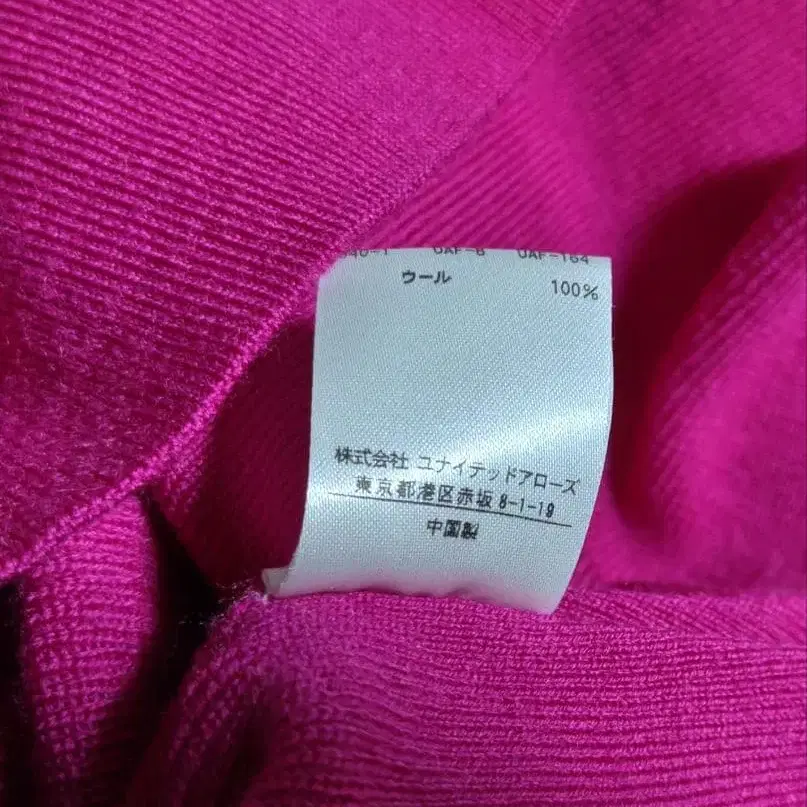 ウール 100%
株式会社 ユナイテッドアローズ
東京都港区赤坂 8-1-19
中国製